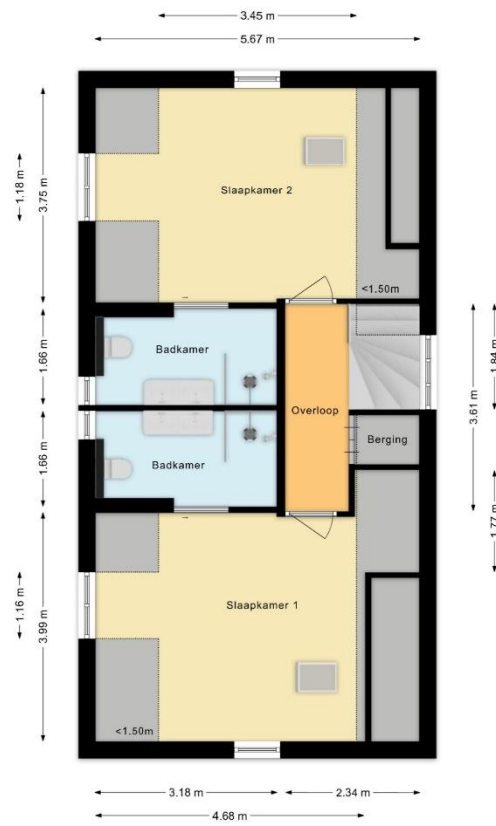 3.45 m
5.67 m
1.18 m
3.75 m
Slaapkamer 2
<1.50m
1.66 m
Badkamer
Overloop
3.61 m
1.84 m
1.66 m
Badkamer
Berging
1.77 m
1.16 m
3.99 m
Slaapkamer 1
<1.50m
3.18 m
2.34 m
4.68 m